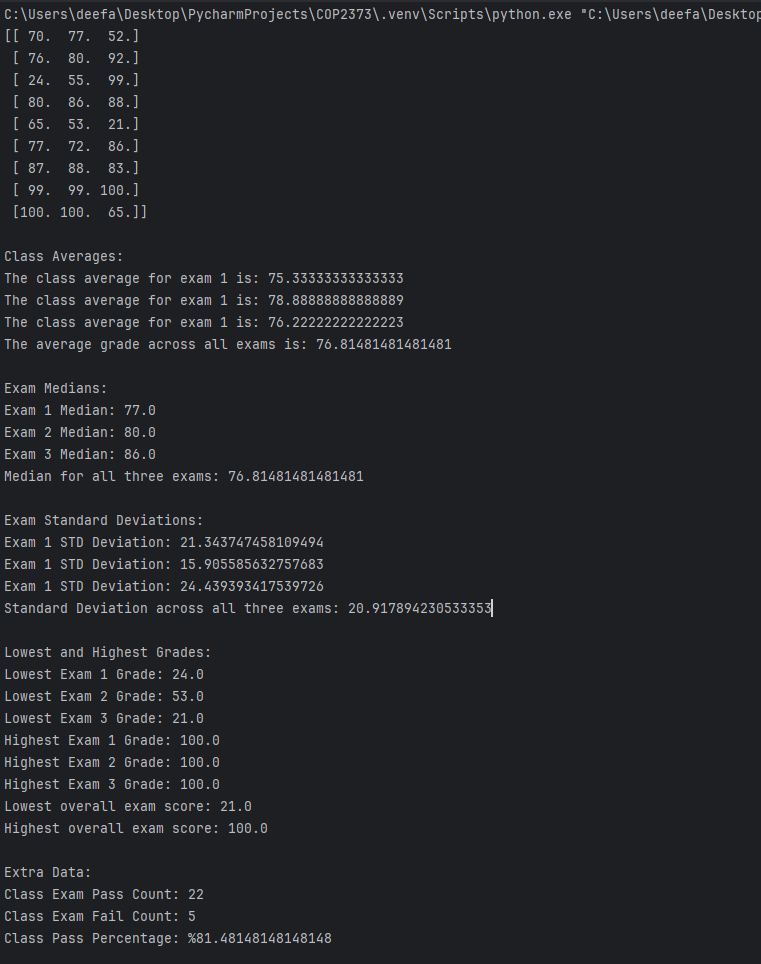 C:\Users\deefa\Desktop\PycharmProjects\COP2373\.venv\Scripts\python.exe "C:\Users\deefa\Desktop
[[ 70.  77.  52.]
 [ 76.  80.  92.]
 [ 24.  55.  99.]
 [ 80.  86.  88.]
 [ 65.  53.  21.]
 [ 77.  72.  86.]
 [ 87.  88.  83.]
 [ 99.  99. 100.]
 [100. 100.  65.]]
Class Averages:
The class average for exam 1 is: 75.33333333333333
The class average for exam 1 is: 78.88888888888889
The class average for exam 1 is: 76.22222222222223
The average grade across all exams is: 76.81481481481481
Exam Medians:
Exam 1 Median: 77.0
Exam 2 Median: 80.0
Exam 3 Median: 86.0
Median for all three exams: 76.81481481481481
Exam Standard Deviations:
Exam 1 STD Deviation: 21.343747458109494
Exam 1 STD Deviation: 15.905585632757683
Exam 1 STD Deviation: 24.439393417539726
Standard Deviation across all three exams: 20.917894230533353
Lowest and Highest Grades:
Lowest Exam 1 Grade: 24.0
Lowest Exam 2 Grade: 53.0
Lowest Exam 3 Grade: 21.0
Highest Exam 1 Grade: 100.0
Highest Exam 2 Grade: 100.0
Highest Exam 3 Grade: 100.0
Lowest overall exam score: 21.0
Highest overall exam score: 100.0
Extra Data:
Class Exam Pass Count: 22
Class Exam Fail Count: 5
Class Pass Percentage: %81.48148148148148